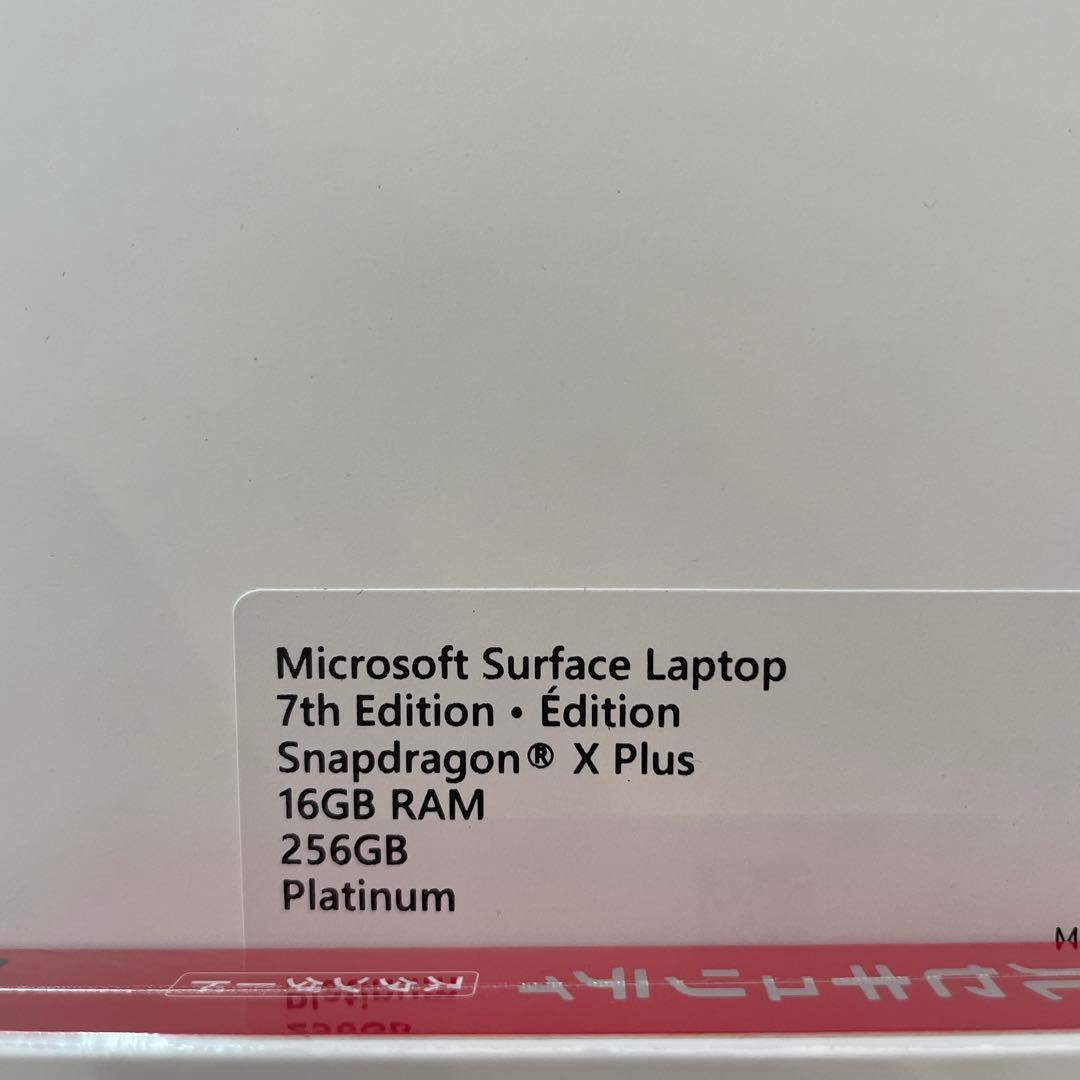 Microsoft Surface Laptop
7th Edition • Édition
Snapdragon® X Plus
16GB RAM
256GB
Platinum